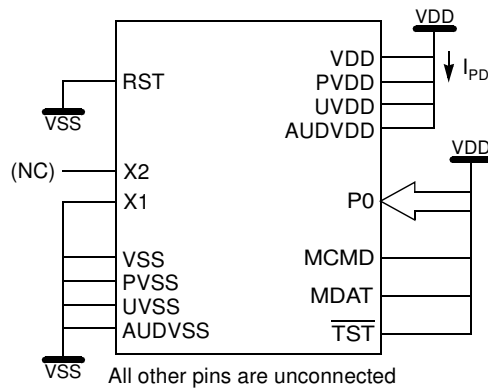 VDD
VDD
RST
PVDD
I_PD
VSS
UVDD
AUDVDD
VDD
(NC)
X2
X1
P0
VSS
MCMD
PVSS
UVSS
MDAT
AUDVSS
TST
VSS
All other pins are unconnected